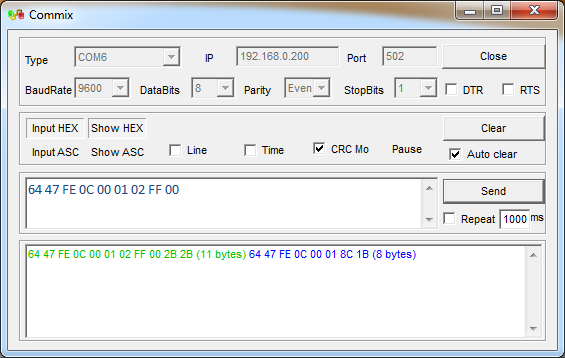 Commix
Type COM6 IP 192.168.0.200 Port 502 Close
BaudRate 9600 DataBits 8 Parity Even StopBits 1 DTR RTS
Input HEX Show HEX Clear
Input ASC Show ASC Line Time CRC Mo Pause Auto clear
64 47 FE 0C 00 01 02 FF 00 Send
Repeat 1000 ms
64 47 FE 0C 00 01 02 FF 00 2B 2B (11 bytes) 64 47 FE 0C 00 01 8C 1B (8 bytes)